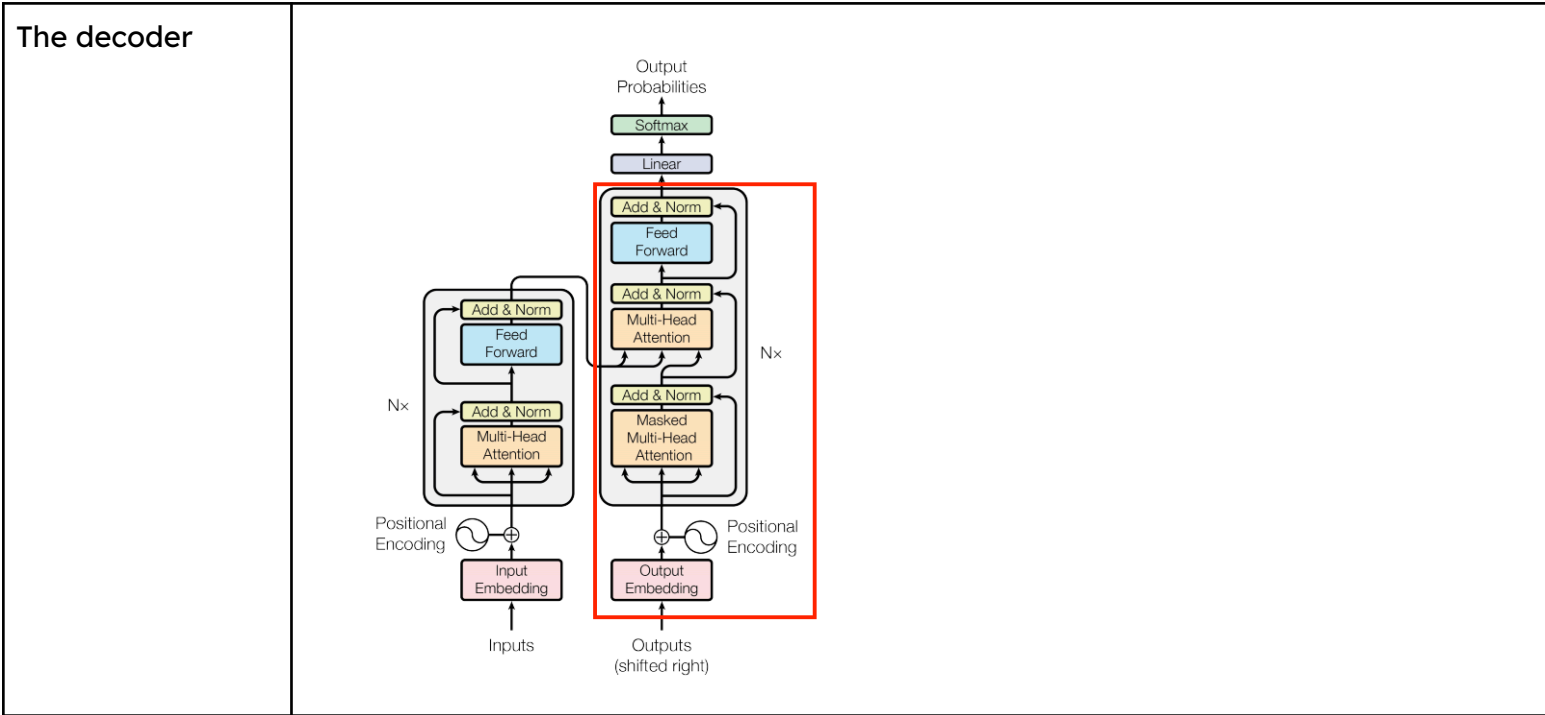 The decoder
Output
Probabilities
Softmax
Linear
Add & Norm
Feed
Forward
Add & Norm
Multi-Head
Attention
Nx
Add & Norm
Masked
Multi-Head
Attention
Positional
Encoding
Output
Embedding
Outputs
(shifted right)
Add & Norm
Feed
Forward
Nx
Add & Norm
Multi-Head
Attention
Positional
Encoding
Input
Embedding
Inputs